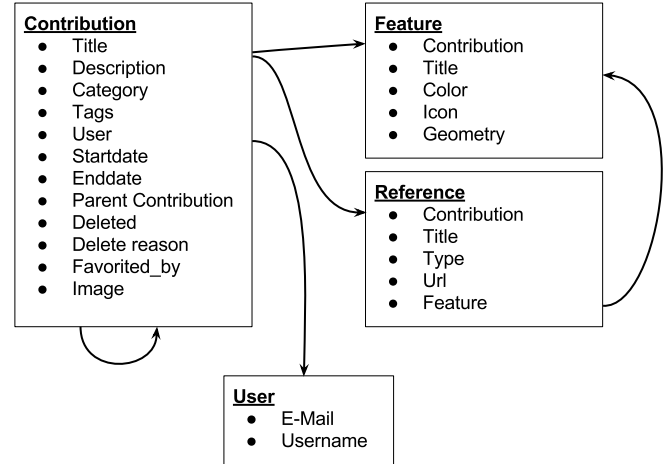 Contribution
● Title
● Description
● Category
● Tags
● User
● Startdate
● Enddate
● Parent Contribution
● Deleted
● Delete reason
● Favorited_by
● Image
Feature
● Contribution
● Title
● Color
● Icon
● Geometry
Reference
● Contribution
● Title
● Type
● Url
● Feature
User
● E-Mail
● Username